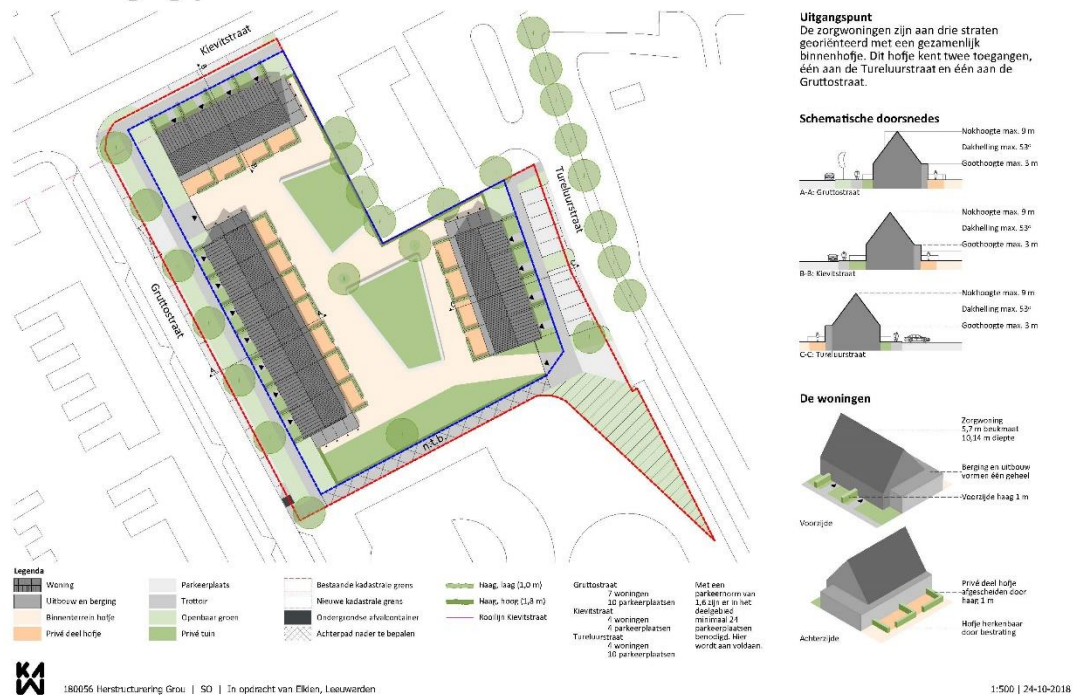 Kievitstraat
Tureluurstraat
Gruttostraat
n.t.b.
Uitgangspunt
De zorgwoningen zijn aan drie straten
georiënteerd met een gezamenlijk
binnenhofje. Dit hofje kent twee toegangen,
één aan de Tureluurstraat en één aan de
Gruttostraat.
Schematische doorsnedes
Nokhoogte max. 9 m
Dakhelling max. 53°
Goothoogte max. 3 m
A-A: Gruttostraat
Nokhoogte max. 9 m
Dakhelling max. 53°
Goothoogte max. 3 m
B-B: Kievitstraat
Nokhoogte max. 9 m
Dakhelling max. 53°
Goothoogte max. 3 m
C-C: Tureluurstraat
De woningen
Zorgwoning
5,7 m beukmaat
10,14 m diepte
Berging en uitbouw
vormen één geheel
Voorzijde haag 1 m
Voorzijde
Privé deel hofje
afgescheiden door
haag 1 m
Hofje herkenbaar
door bestrating
Achterzijde
Legenda
Woning
Uitbouw en berging
Binnenterrein hofje
Privé deel hofje
Parkeerplaats
Trottoir
Openbaar groen
Privé tuin
Bestaande kadastrale grens
Nieuwe kadastrale grens
Ondergrondse afvalcontainer
Achterpad nader te bepalen
Haag, laag (1,0 m)
Haag, hoog (1,8 m)
Rooilijn Kievitstraat
Gruttostraat
7 woningen
10 parkeerplaatsen
Kievitstraat
4 woningen
4 parkeerplaatsen
Tureluurstraat
4 woningen
10 parkeerplaatsen
Met een
parkeernorm van
1,6 zijn er in het
deelgebied
minimaal 24
parkeerplaatsen
benodigd. Hier
wordt aan voldaan.
KAW
180056 Herstructurering Grou | SO | In opdracht van Elkien, Leeuwarden
1:500 | 24-10-2018